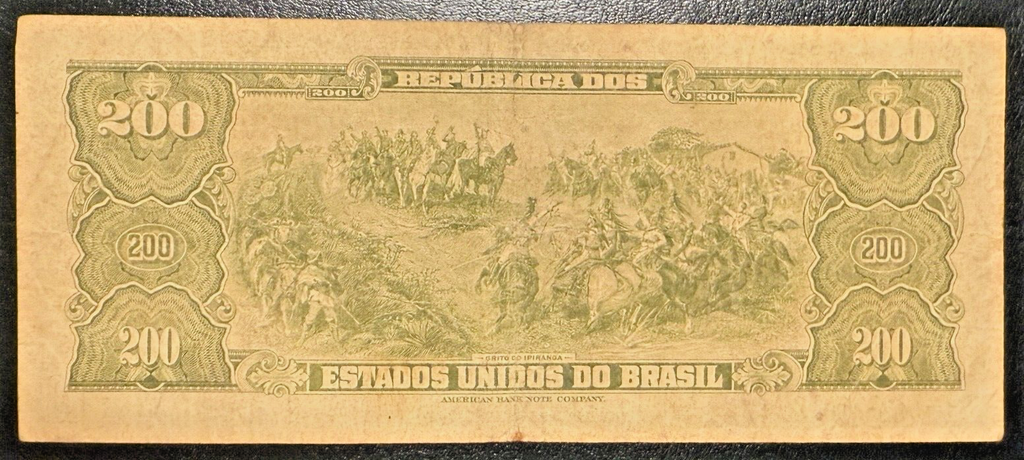 REPÚBLICA DOS
200 200
200 200
200 200
200 200
GRITO DO IPIRANGA
ESTADOS UNIDOS DO BRASIL
AMERICAN BANK NOTE COMPANY.